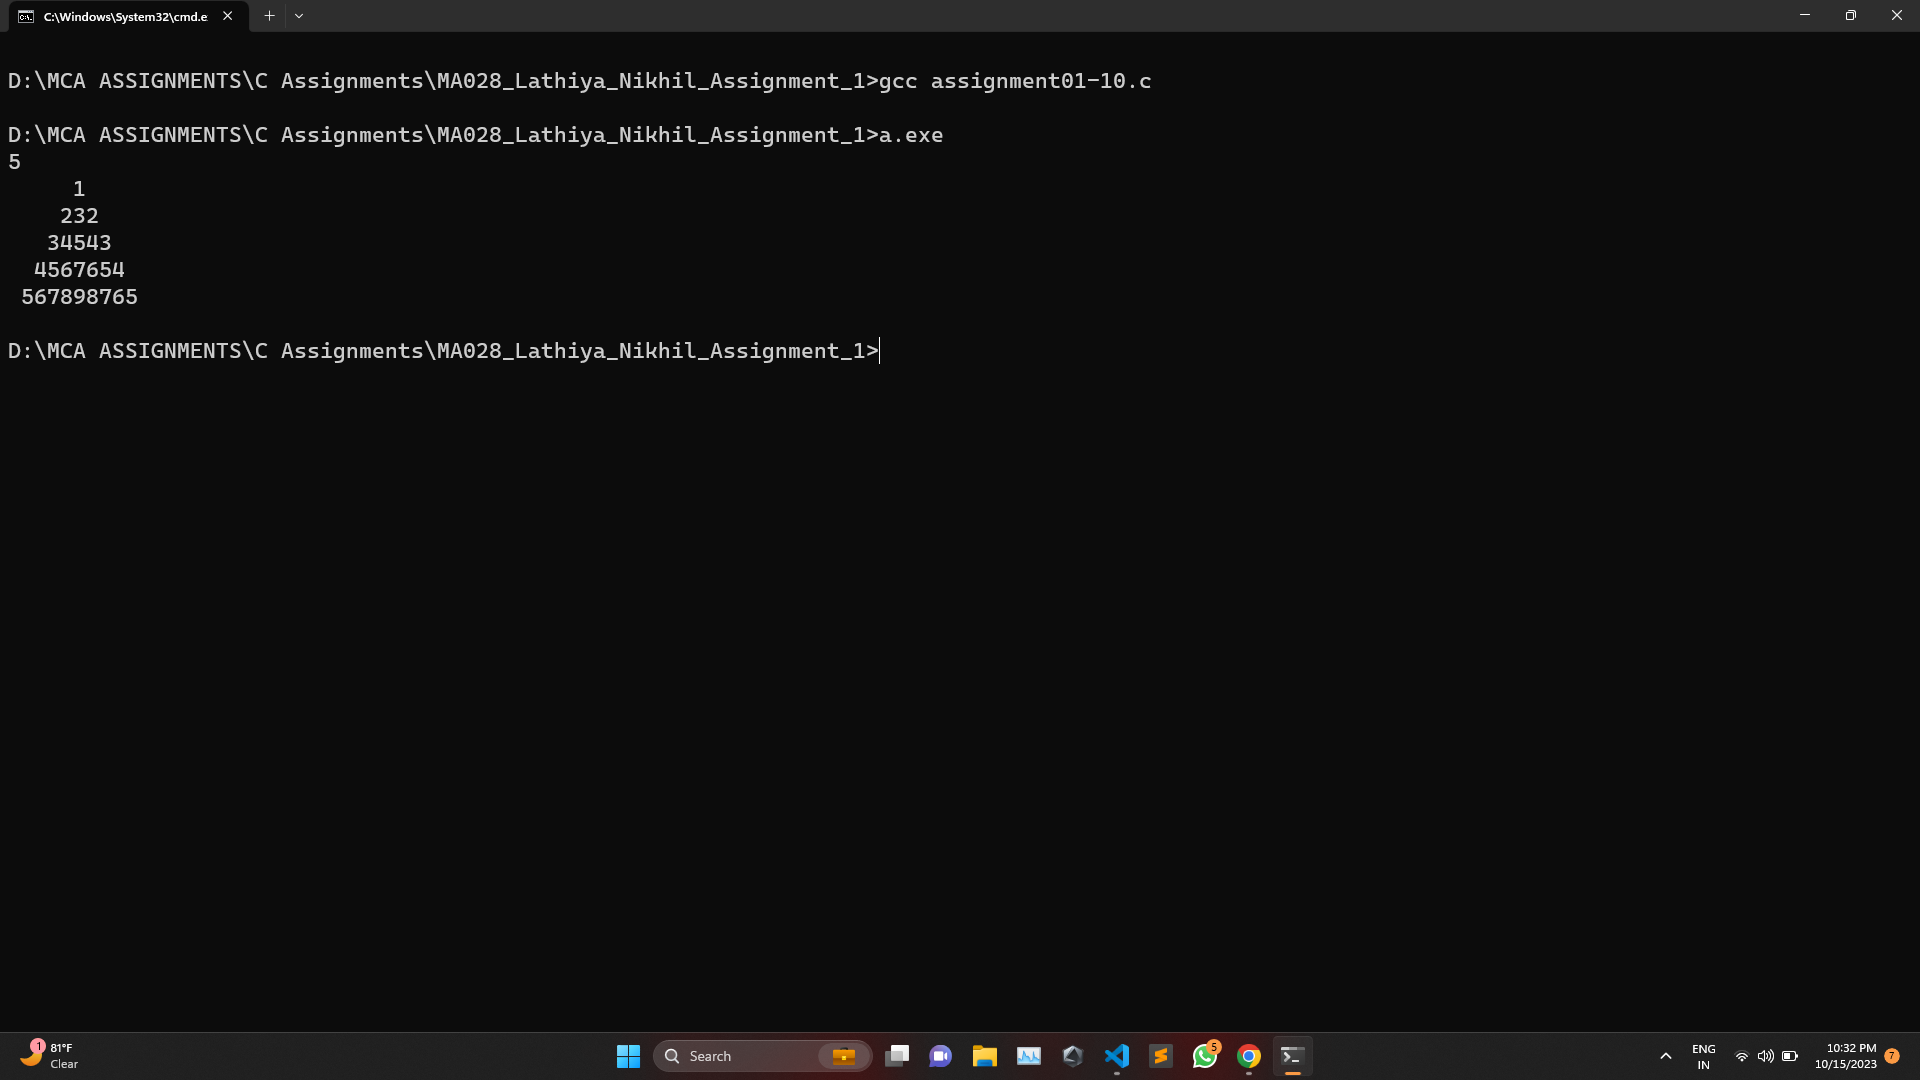 C:\Windows\System32\cmd.e
D:\MCA ASSIGNMENTS\C Assignments\MA028_Lathiya_Nikhil_Assignment_1>gcc assignment01-10.c
D:\MCA ASSIGNMENTS\C Assignments\MA028_Lathiya_Nikhil_Assignment_1>a.exe
5
1
232
34543
4567654
567898765
D:\MCA ASSIGNMENTS\C Assignments\MA028_Lathiya_Nikhil_Assignment_1>
1
81°F
Clear
Search
5
ENG
IN
10:32 PM
10/15/2023
7